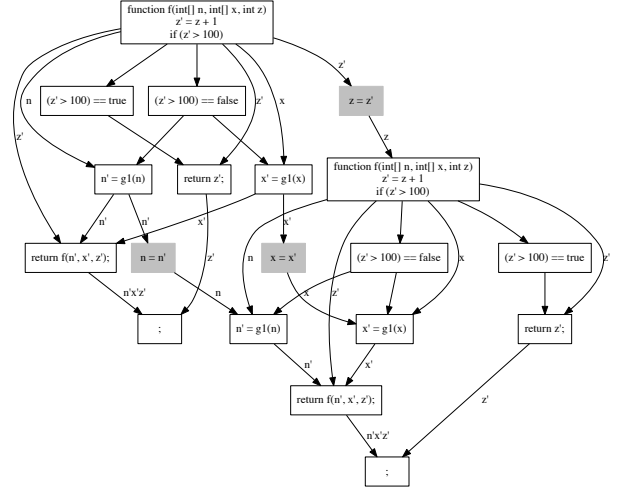 function f(int[] n, int[] x, int z)
z' = z + 1
if (z' > 100)
z'
n
z'
x
z'
(z' > 100) == true
(z' > 100) == false
z = z'
z
n' = g1(n)
return z';
x' = g1(x)
function f(int[] n, int[] x, int z)
z' = z + 1
if (z' > 100)
n'
n'
x'
x'
z'
return f(n', x', z');
n = n'
x = x'
n
(z' > 100) == false
x
(z' > 100) == true
z'
n'x'z'
n
x
z'
;
n' = g1(n)
x' = g1(x)
return z';
n'
x'
z'
return f(n', x', z');
n'x'z'
;